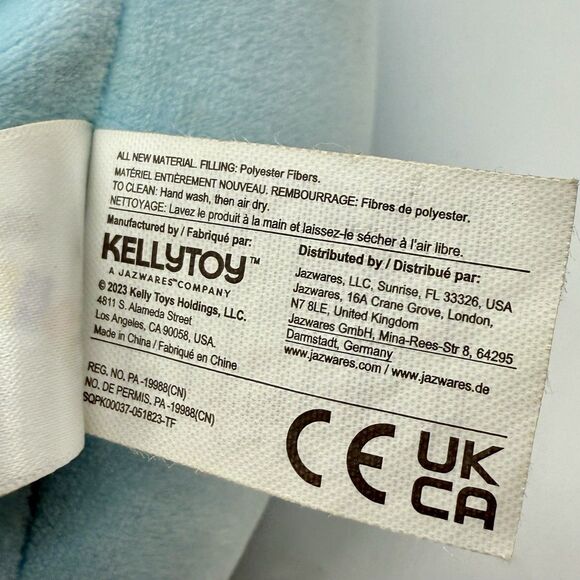 ALL NEW MATERIAL. FILLING: Polyester Fibers.
MATÉRIEL ENTIÈREMENT NOUVEAU. REMBOURRAGE: Fibres de polyester.
TO CLEAN: Hand wash, then air dry.
NETTOYAGE: Lavez le produit à la main et laissez-le sécher à l'air libre.
Manufactured by / Fabriqué par:
KELLYTOY™
A JAZWARES™ COMPANY
© 2023 Kelly Toys Holdings, LLC.
4811 S. Alameda Street
Los Angeles, CA 90058, USA.
Made in China / Fabriqué en Chine
Distributed by / Distribué par:
Jazwares, LLC, Sunrise, FL 33326, USA
Jazwares, 16A Crane Grove, London,
N7 8LE, United Kingdom
Jazwares GmbH, Mina-Rees-Str 8, 64295
Darmstadt, Germany
www.jazwares.com / www.jazwares.de
REG. NO. PA-19988(CN)
NO. DE PERMIS. PA-19988(CN)
SQPK00037-051823-TF
CE
UK
CA